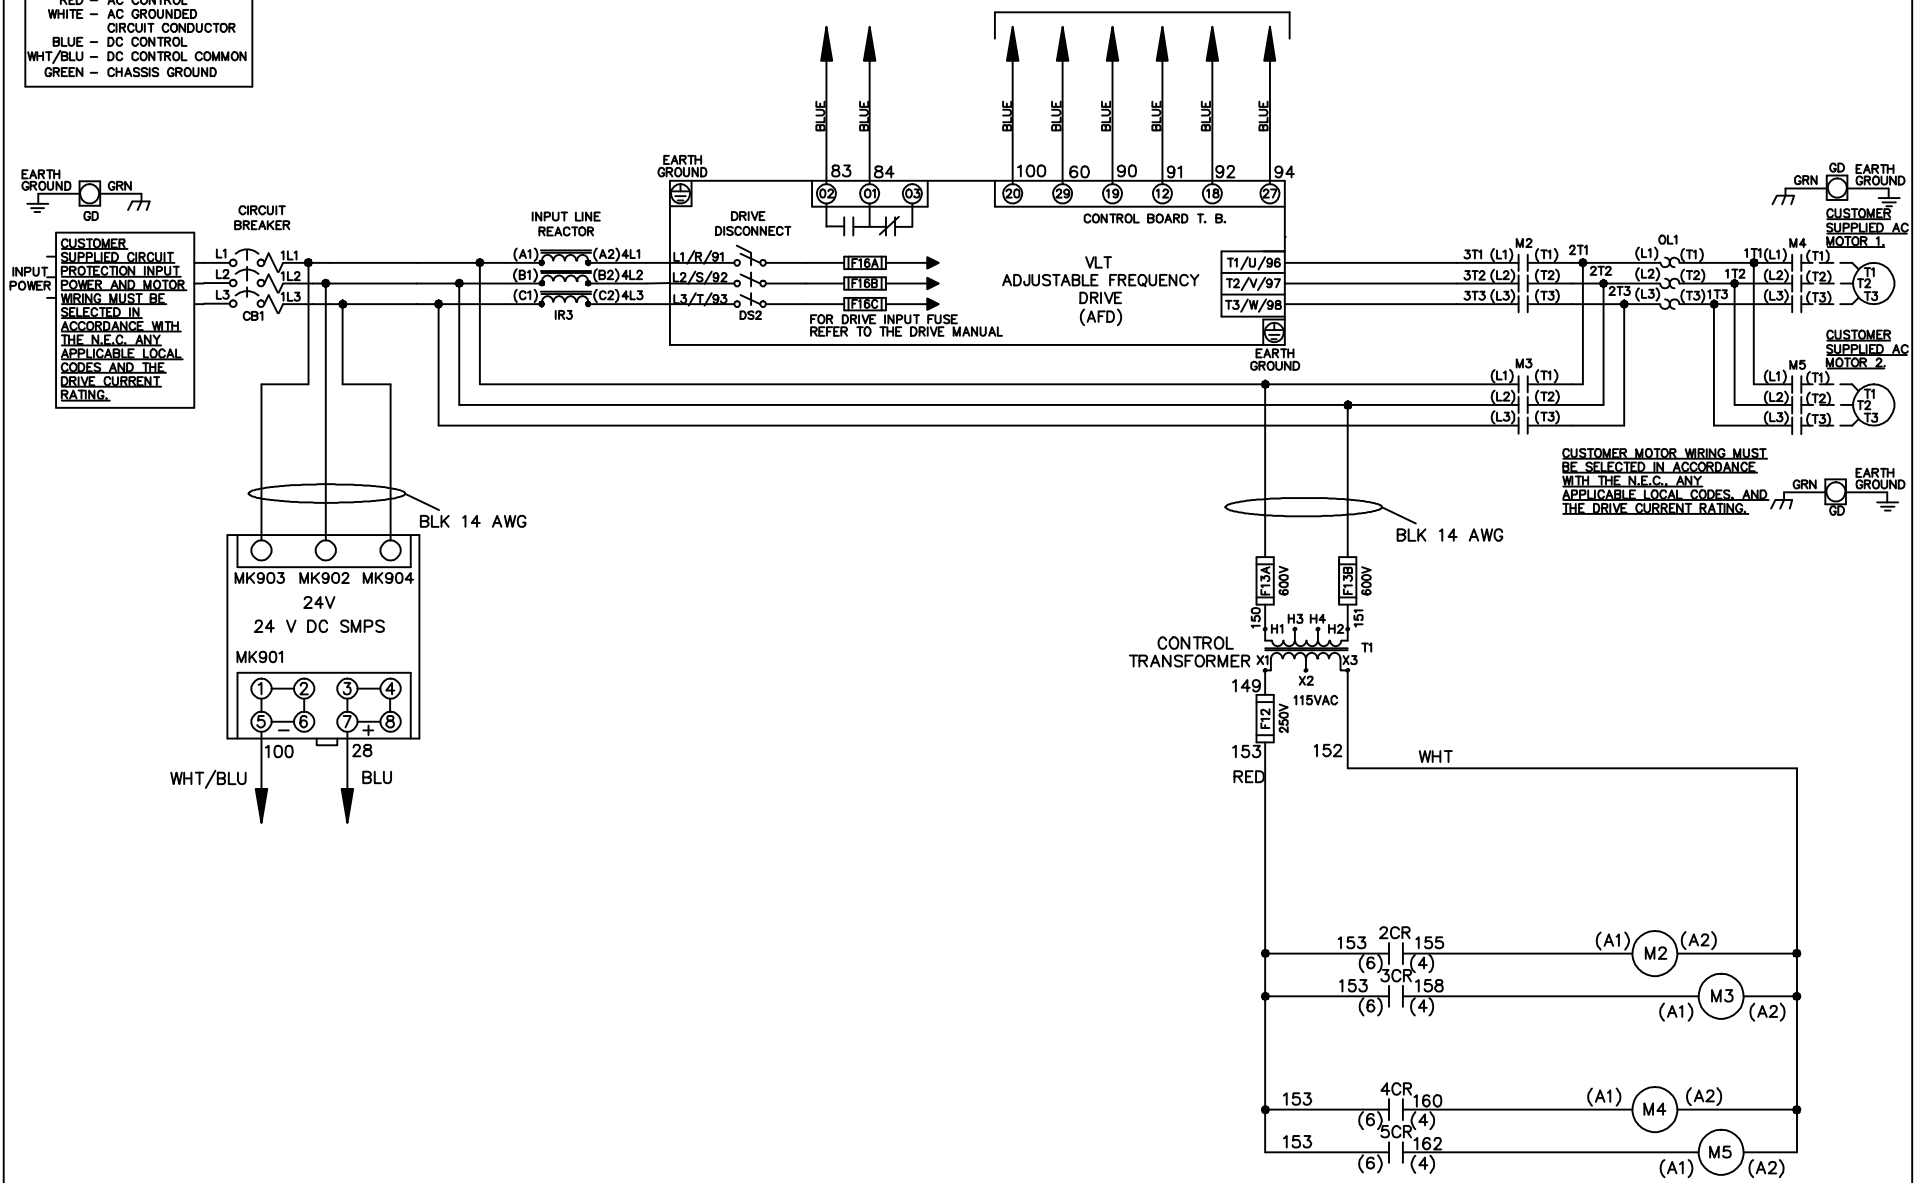 RED – AC CONTROL
WHITE – AC GROUNDED
CIRCUIT CONDUCTOR
BLUE – DC CONTROL
WHT/BLU – DC CONTROL COMMON
GREEN – CHASSIS GROUND
BLUE
BLUE
BLUE
BLUE
BLUE
BLUE
BLUE
BLUE
EARTH
GROUND
GRN
GD
CIRCUIT
BREAKER
INPUT LINE
REACTOR
EARTH
GROUND
DRIVE
DISCONNECT
83
84
02
01
03
100
60
90
91
92
94
20
29
19
12
18
27
CONTROL BOARD T. B.
GRN
GD
EARTH
GROUND
CUSTOMER
SUPPLIED AC
MOTOR 1.
INPUT
POWER
CUSTOMER
SUPPLIED CIRCUIT
PROTECTION INPUT
POWER AND MOTOR
WIRING MUST BE
SELECTED IN
ACCORDANCE WITH
THE N.E.C. ANY
APPLICABLE LOCAL
CODES AND THE
DRIVE CURRENT
RATING.
L1 1L1
L2 1L2
L3 1L3
CB1
(A1) (A2) 4L1
(B1) (B2) 4L2
(C1) (C2) 4L3
IR3
L1/R/91
L2/S/92
L3/T/93
DS2
F16A
F16B
F16C
FOR DRIVE INPUT FUSE
REFER TO THE DRIVE MANUAL
VLT
ADJUSTABLE FREQUENCY
DRIVE
(AFD)
T1/U/96
T2/V/97
T3/W/98
EARTH
GROUND
M2
3T1 (L1) (T1) 2T1
3T2 (L2) (T2) 2T2
3T3 (L3) (T3) 2T3
OL1
(L1) (T1) 1T1
(L2) (T2) 1T2
(L3) (T3) 1T3
M4
(L1) (T1)
(L2) (T2)
(L3) (T3)
T1
T2
T3
M3
(L1) (T1)
(L2) (T2)
(L3) (T3)
CUSTOMER
SUPPLIED AC
MOTOR 2.
M5
(L1) (T1)
(L2) (T2)
(L3) (T3)
T1
T2
T3
CUSTOMER MOTOR WIRING MUST
BE SELECTED IN ACCORDANCE
WITH THE N.E.C., ANY
APPLICABLE LOCAL CODES, AND
THE DRIVE CURRENT RATING.
GRN
GD
EARTH
GROUND
BLK 14 AWG
MK903 MK902 MK904
24V
24 V DC SMPS
MK901
1 2 3 4
5 6 7 8
– +
100
28
WHT/BLU
BLU
BLK 14 AWG
F13A
600V
F13B
600V
150
151
H1 H3 H4 H2
CONTROL
TRANSFORMER
T1
X1 X3
X2
149
115VAC
F12
250V
153
RED
152
WHT
153 2CR 155
(6) (4)
(A1) M2 (A2)
153 3CR 158
(6) (4)
(A1) M3 (A2)
153 4CR 160
(6) (4)
(A1) M4 (A2)
153 5CR 162
(6) (4)
(A1) M5 (A2)